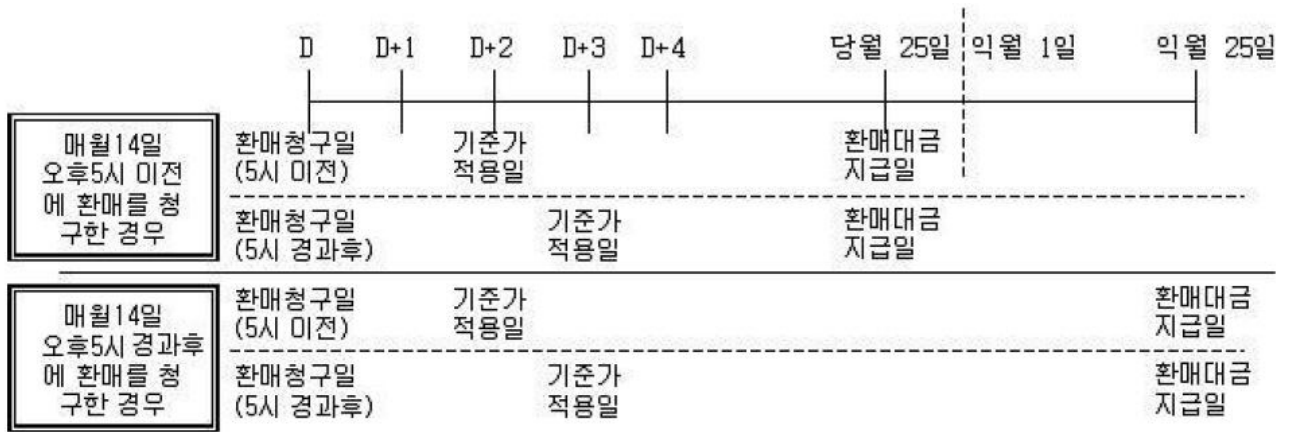 D D+1 D+2 D+3 D+4 당월 25일 익월 1일 익월 25일
매월14일
오후5시 이전
에 환매를 청
구한 경우
환매청구일 기준가 환매대금
(5시 이전) 적용일 지급일
환매청구일 기준가 환매대금
(5시 경과후) 적용일 지급일
매월14일
오후5시 경과후
에 환매를 청
구한 경우
환매청구일 기준가 환매대금
(5시 이전) 적용일 지급일
환매청구일 기준가 환매대금
(5시 경과후) 적용일 지급일